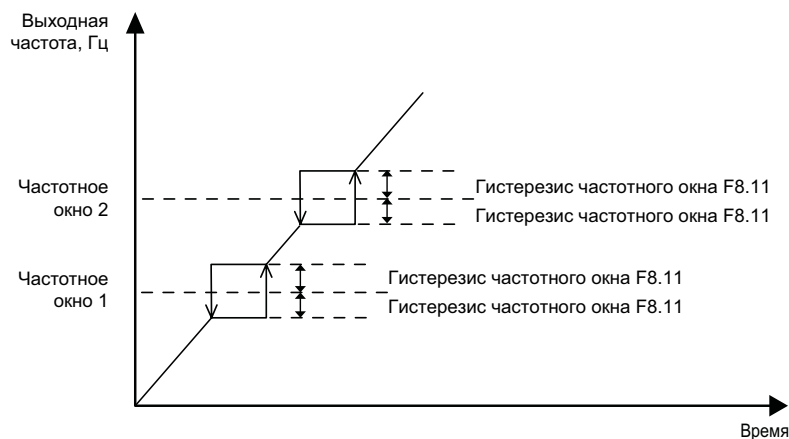 Выходная
частота, Гц
Частотное
окно 2
Гистерезис частотного окна F8.11
Гистерезис частотного окна F8.11
Частотное
окно 1
Гистерезис частотного окна F8.11
Гистерезис частотного окна F8.11
Время